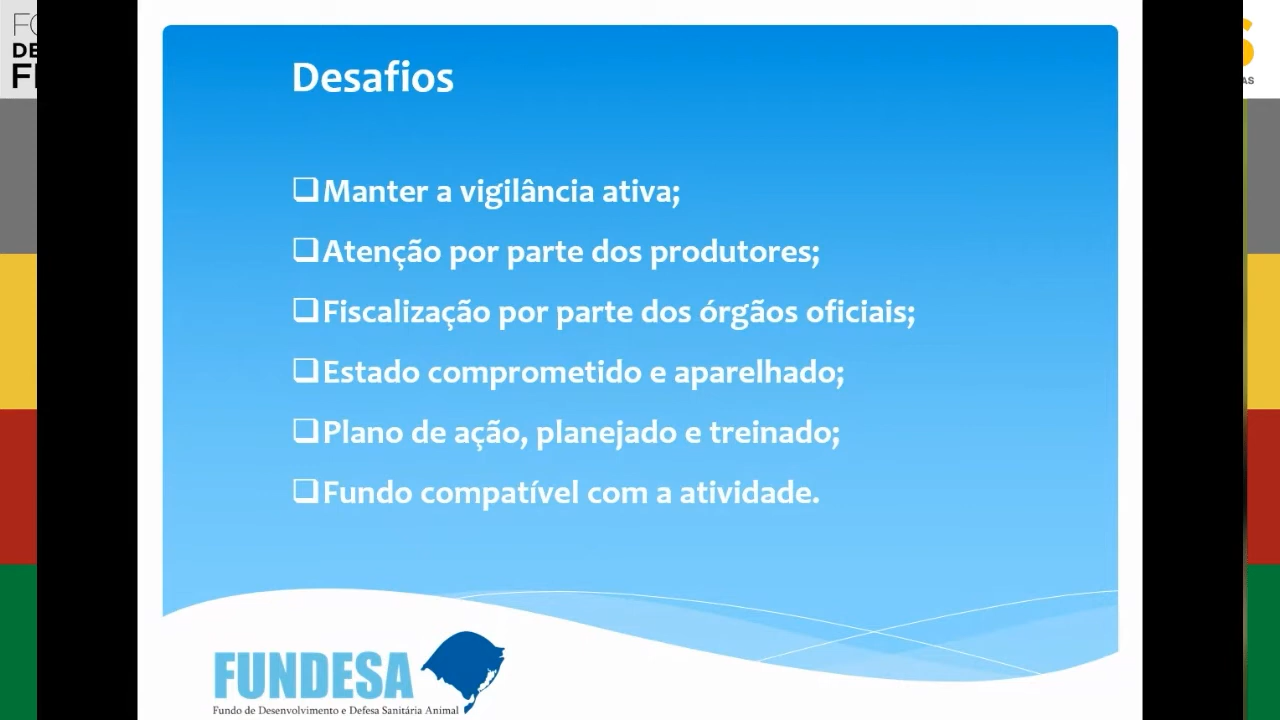 Desafios
Manter a vigilância ativa;
Atenção por parte dos produtores;
Fiscalização por parte dos órgãos oficiais;
Estado comprometido e aparelhado;
Plano de ação, planejado e treinado;
Fundo compatível com a atividade.
FUNDESA
Fundo de Desenvolvimento e Defesa Sanitária Animal